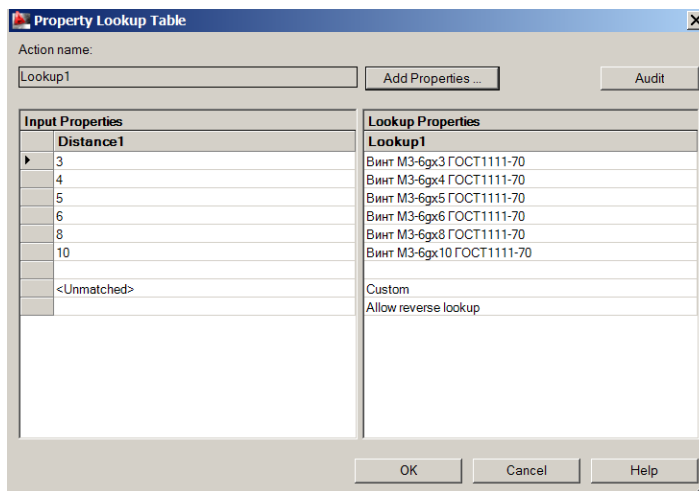 Property Lookup Table
Action name:
Lookup1
Add Properties ...
Audit
Input Properties
Lookup Properties
Distance1
Lookup1
3
Винт М3-6gx3 ГОСТ1111-70
4
Винт М3-6gx4 ГОСТ1111-70
5
Винт М3-6gx5 ГОСТ1111-70
6
Винт М3-6gx6 ГОСТ1111-70
8
Винт М3-6gx8 ГОСТ1111-70
10
Винт М3-6gx10 ГОСТ1111-70
<Unmatched>
Custom
Allow reverse lookup
OK
Cancel
Help